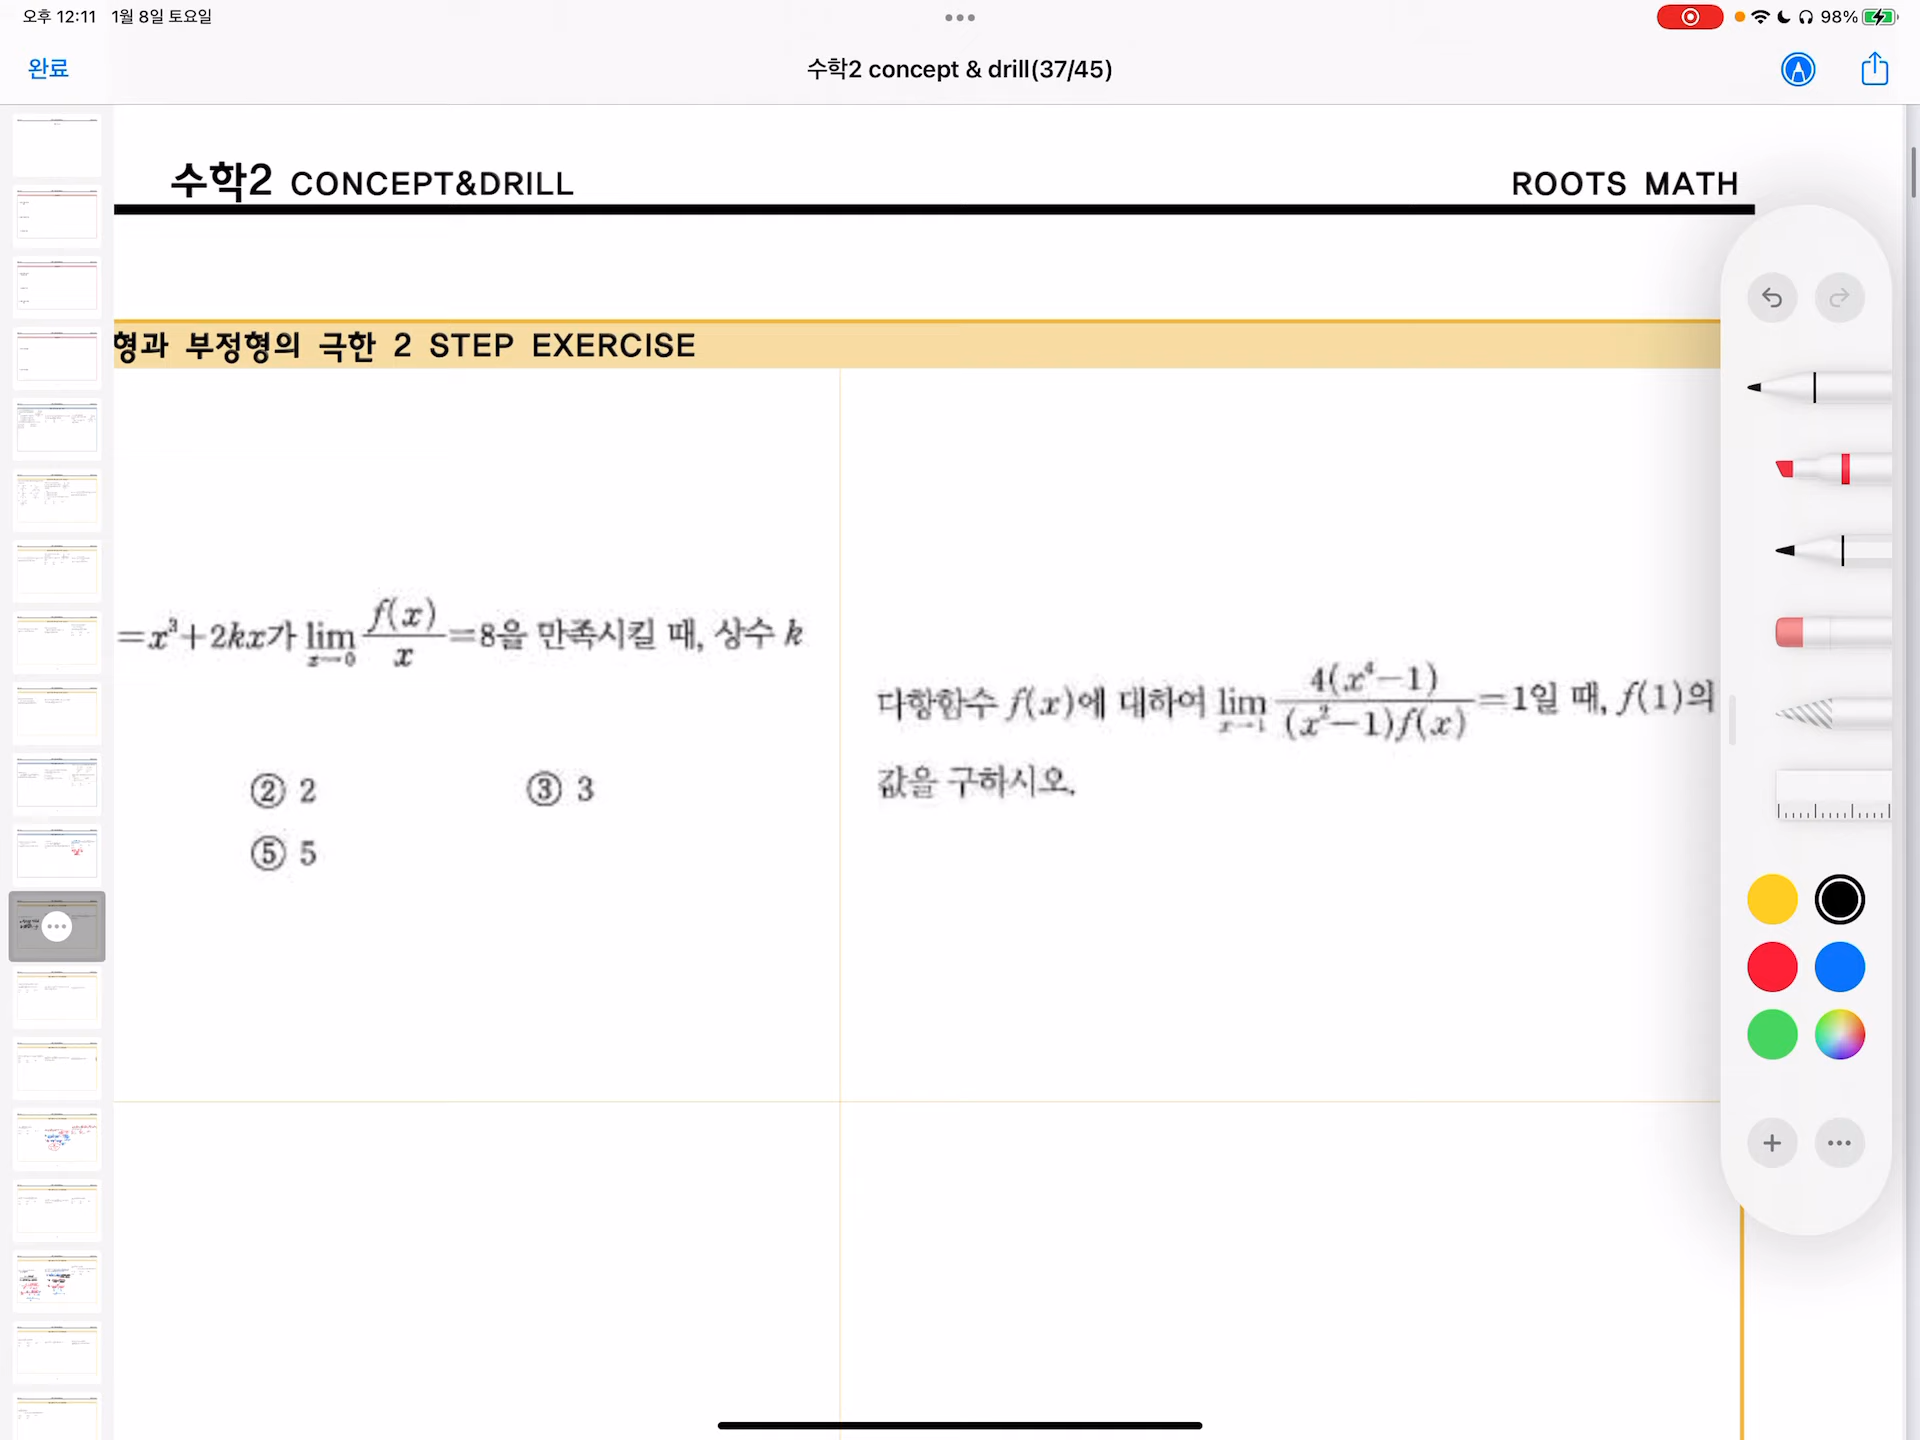 오후 12:11 1월 8일 토요일
98%
완료
수학2 concept & drill(37/45)
수학2 CONCEPT&DRILL
ROOTS MATH
형과 부정형의 극한 2 STEP EXERCISE
=x³+2kx가 lim_{x→0} f(x)/x =8을 만족시킬 때, 상수 k
② 2 ③ 3
⑤ 5
다항함수 f(x)에 대하여 lim_{x→1} 4(x⁴−1)/(x²−1)f(x) =1일 때, f(1)의
값을 구하시오.